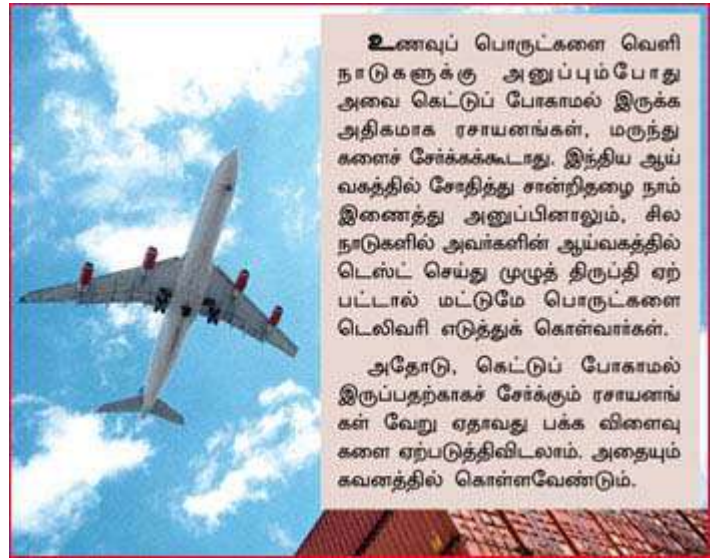 உணவுப் பொருட்களை வெளி
நாடுகளுக்கு அனுப்பும்போது
அவை கெட்டுப் போகாமல் இருக்க
அதிகமாக ரசாயனங்கள், மருந்து
களைச் சேர்க்கக்கூடாது. இந்திய ஆய்
வகத்தில் சோதித்து சான்றிதழை நாம்
இணைத்து அனுப்பினாலும், சில
நாடுகளில் அவர்களின் ஆய்வகத்தில்
டெஸ்ட் செய்து முழுத் திருப்தி ஏற்
பட்டால் மட்டுமே பொருட்களை
டெலிவரி எடுத்துக் கொள்வார்கள்.
அதோடு, கெட்டுப் போகாமல்
இருப்பதற்காகச் சேர்க்கும் ரசாயனங்
கள் வேறு ஏதாவது பக்க விளைவு
களை ஏற்படுத்திவிடலாம். அதையும்
கவனத்தில் கொள்ளவேண்டும்.